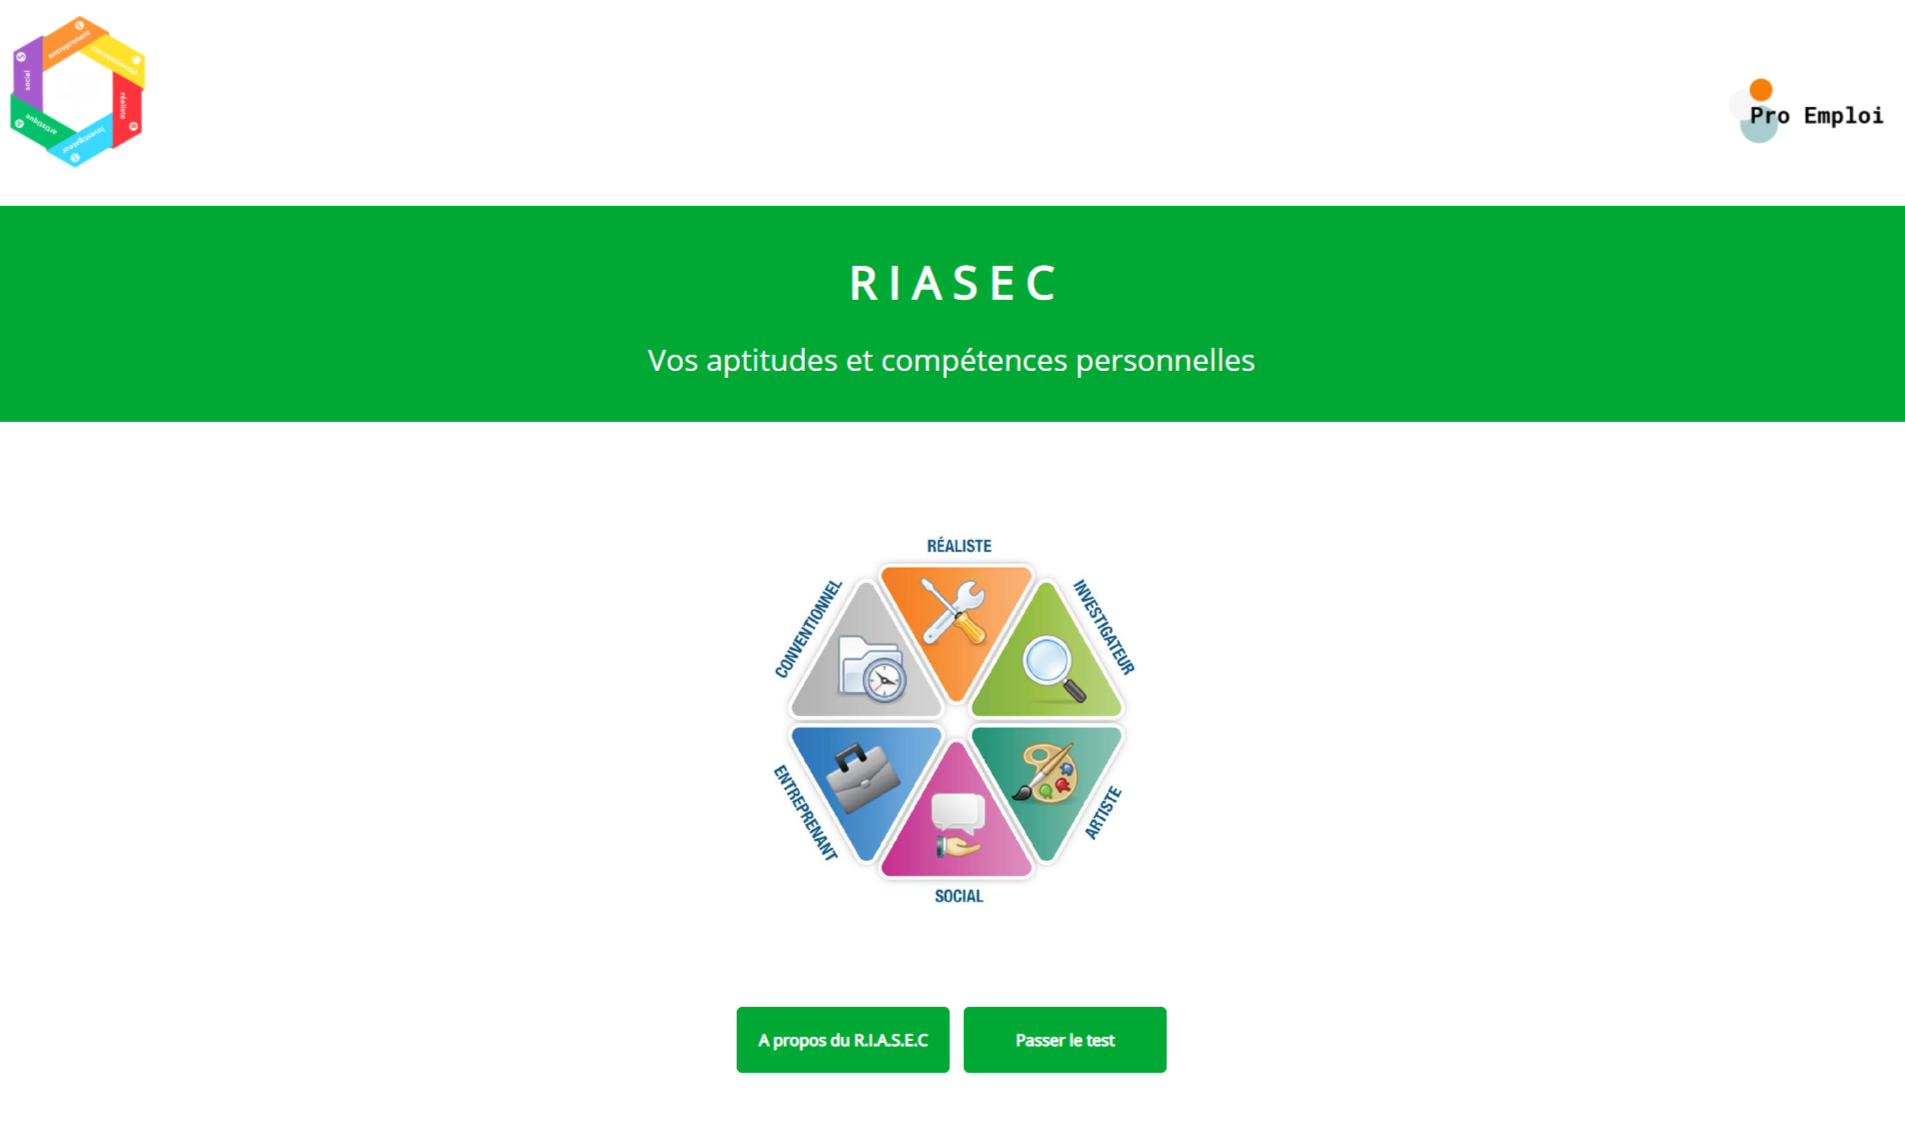 entreprenant
conventionnel
social
réaliste
artistique
investigateur
Pro Emploi
RIASEC
Vos aptitudes et compétences personnelles
RÉALISTE
CONVENTIONNEL
INVESTIGATEUR
ENTREPRENANT
ARTISTE
SOCIAL
A propos du R.I.A.S.E.C
Passer le test